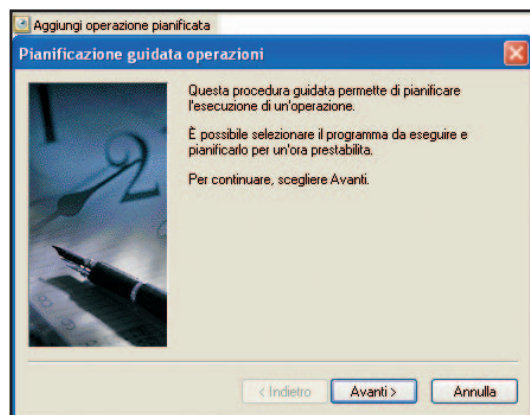 Aggiungi operazione pianificata
Pianificazione guidata operazioni
Questa procedura guidata permette di pianificare
l'esecuzione di un'operazione.
È possibile selezionare il programma da eseguire e
pianificarlo per un'ora prestabilita.
Per continuare, scegliere Avanti.
2
< Indietro
Avanti >
Annulla